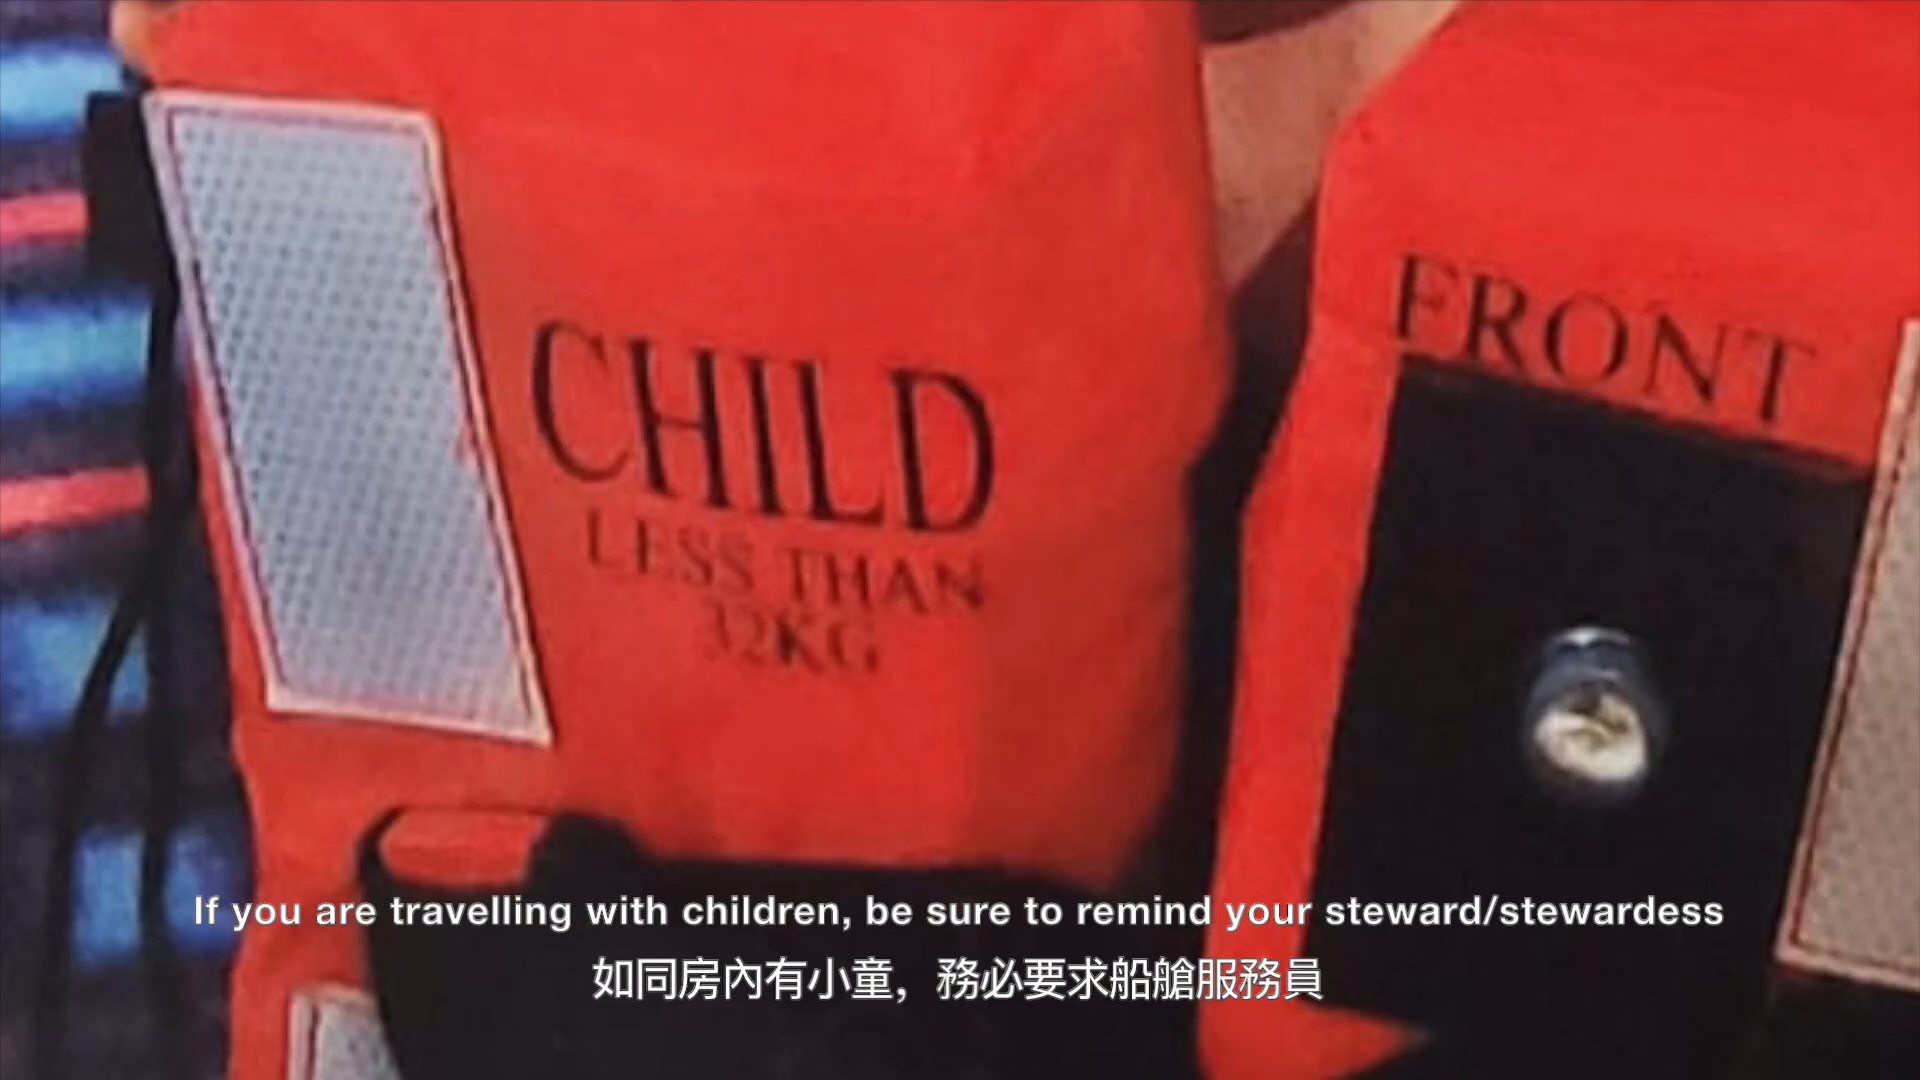 CHILD
LESS THAN
32KG
FRONT
If you are travelling with children, be sure to remind your steward/stewardess
如同房內有小童，務必要求船艙服務員